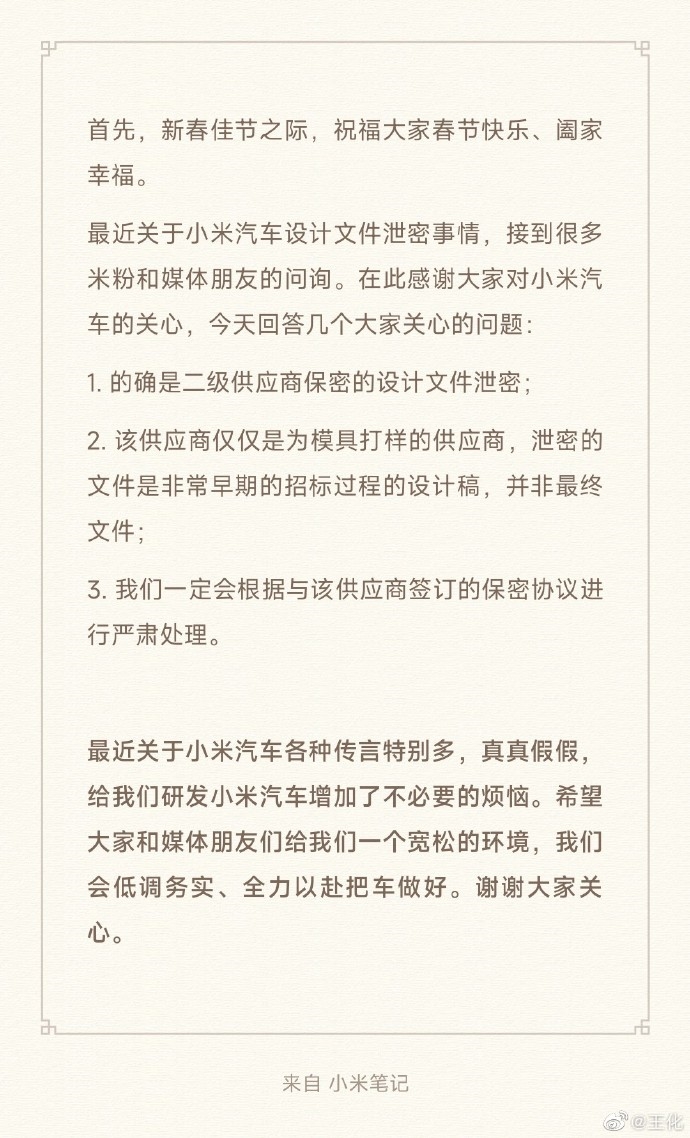 首先，新春佳节之际，祝福大家春节快乐、阖家
幸福。
最近关于小米汽车设计文件泄密事情，接到很多
米粉和媒体朋友的问询。在此感谢大家对小米汽
车的关心，今天回答几个大家关心的问题：
1. 的确是二级供应商保密的设计文件泄密；
2. 该供应商仅仅是为模具打样的供应商，泄密的
文件是非常早期的招标过程的设计稿，并非最终
文件；
3. 我们一定会根据与该供应商签订的保密协议进
行严肃处理。
最近关于小米汽车各种传言特别多，真真假假，
给我们研发小米汽车增加了不必要的烦恼。希望
大家和媒体朋友们给我们一个宽松的环境，我们
会低调务实、全力以赴把车做好。谢谢大家关
心。
来自 小米笔记
@王化